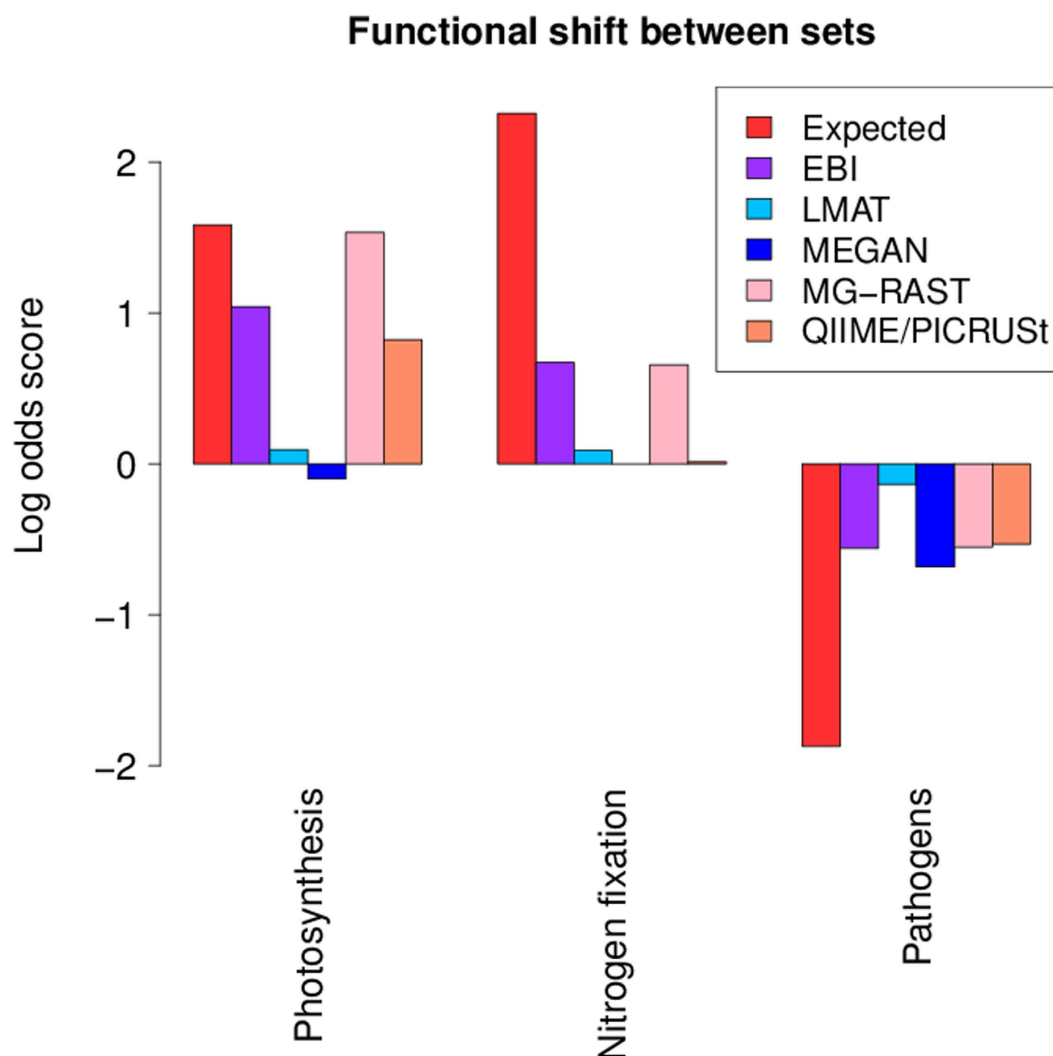 Functional shift between sets
Expected
EBI
LMAT
MEGAN
MG−RAST
QIIME/PICRUSt
Log odds score
2
1
0
−1
−2
Photosynthesis
Nitrogen fixation
Pathogens